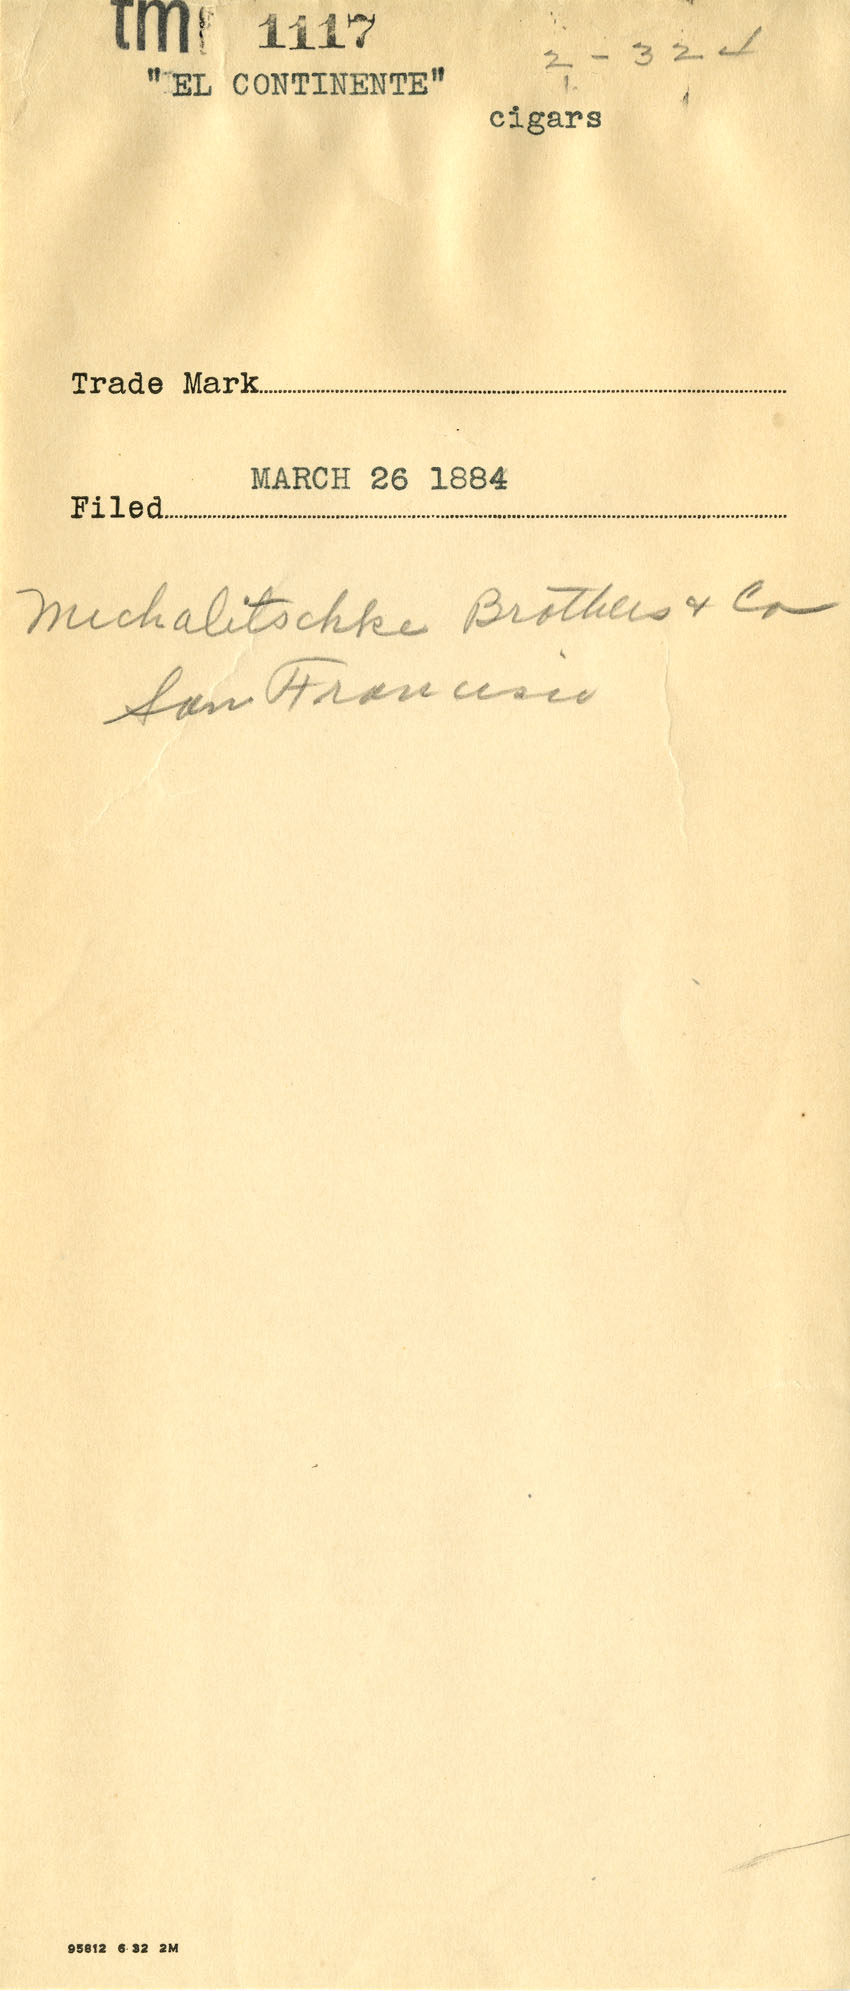 tm 1117
2-32 ✓
"EL CONTINENTE"
cigars
Trade Mark
MARCH 26 1884
Filed
Michalitschke Brothers & Co
San Francisco
95812 6 32 2M